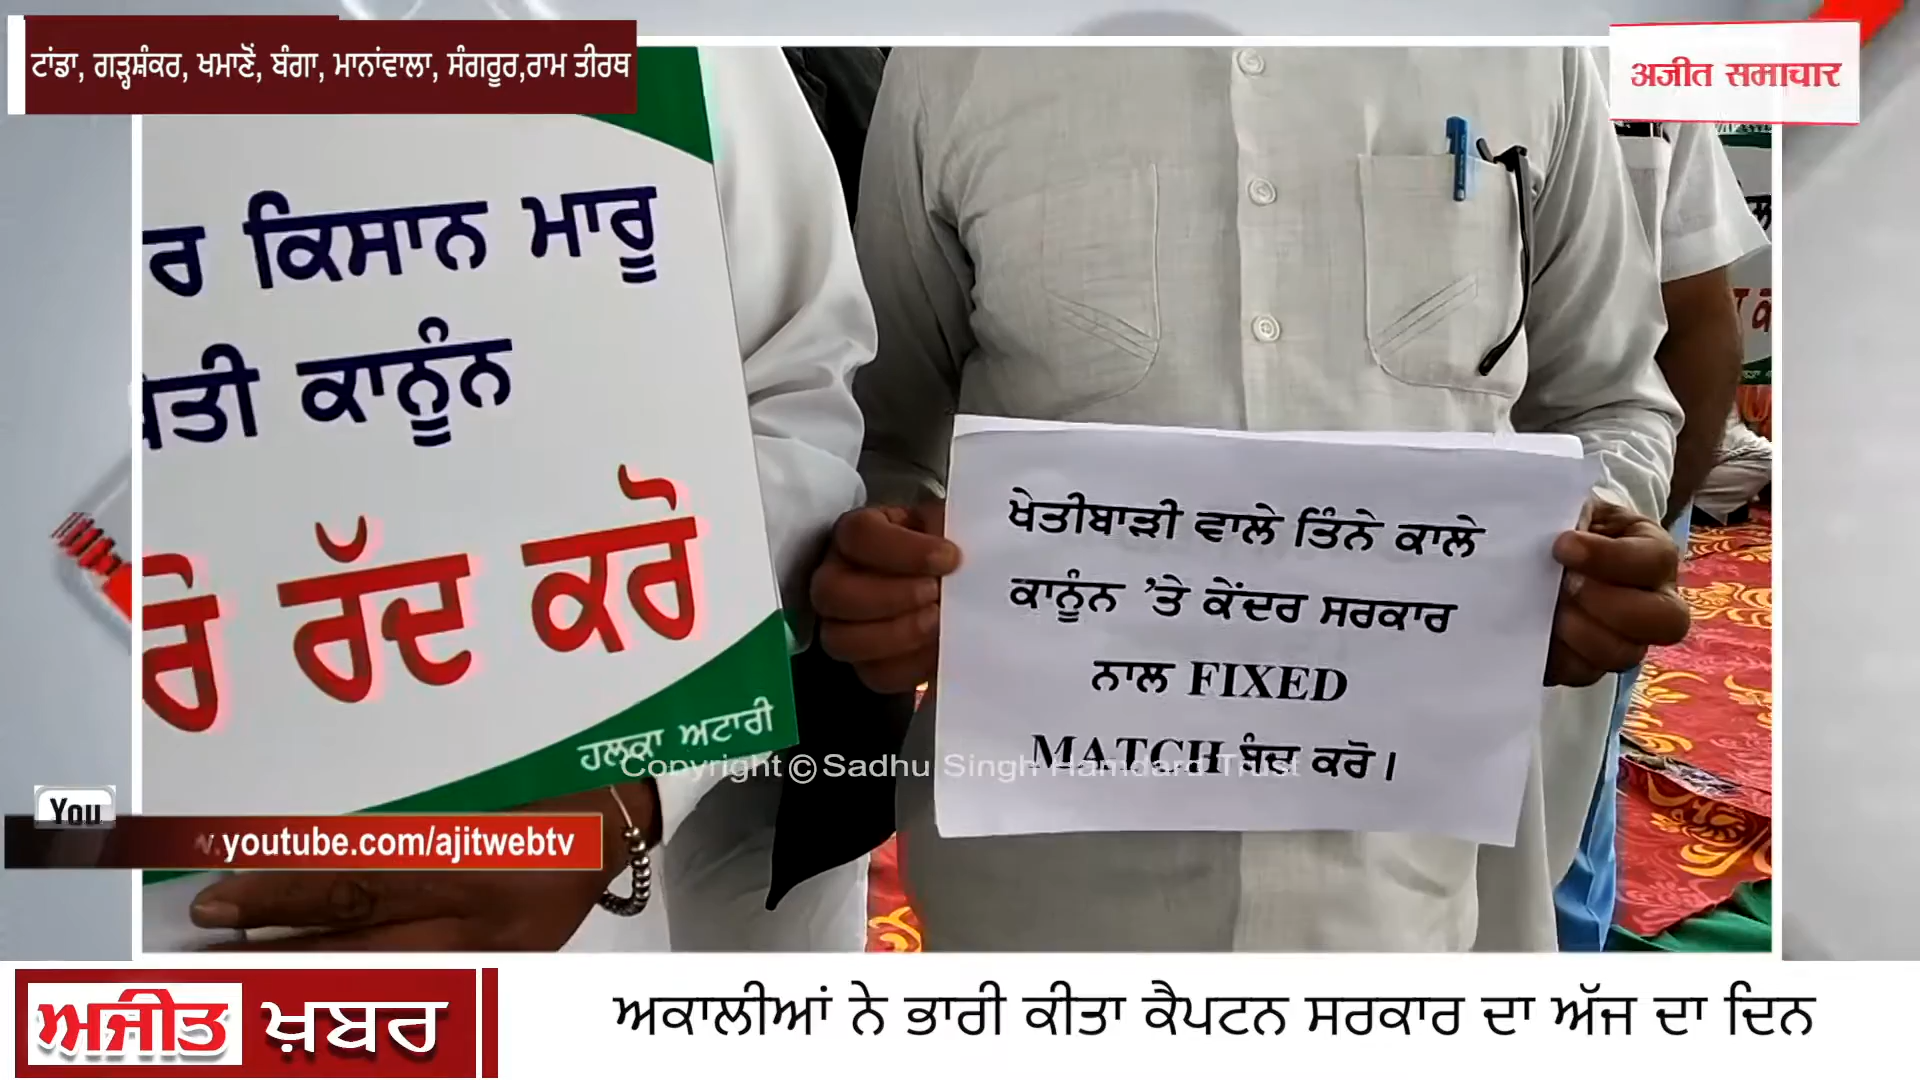 ਟਾਂਡਾ, ਗੜ੍ਹਸ਼ੰਕਰ, ਖਮਾਣੋਂ, ਬੰਗਾ, ਮਾਨਾਂਵਾਲਾ, ਸੰਗਰੂਰ,ਰਾਮ ਤੀਰਥ
अजीत समाचार
ਕਿਸਾਨ ਮਾਰੂ
ਕਾਨੂੰਨ
ਰੱਦ ਕਰੋ
ਹਲਕਾ ਅਟਾਰੀ
ਖੇਤੀਬਾੜੀ ਵਾਲੇ ਤਿੰਨੇ ਕਾਲੇ
ਕਾਨੂੰਨ ’ਤੇ ਕੇਂਦਰ ਸਰਕਾਰ
ਨਾਲ FIXED
MATCH ਬੰਦ ਕਰੋ।
Copyright © Sadhu Singh Hamdard Trust
You
.youtube.com/ajitwebtv
ਅਜੀਤ ਖ਼ਬਰ
ਅਕਾਲੀਆਂ ਨੇ ਭਾਰੀ ਕੀਤਾ ਕੈਪਟਨ ਸਰਕਾਰ ਦਾ ਅੱਜ ਦਾ ਦਿਨ